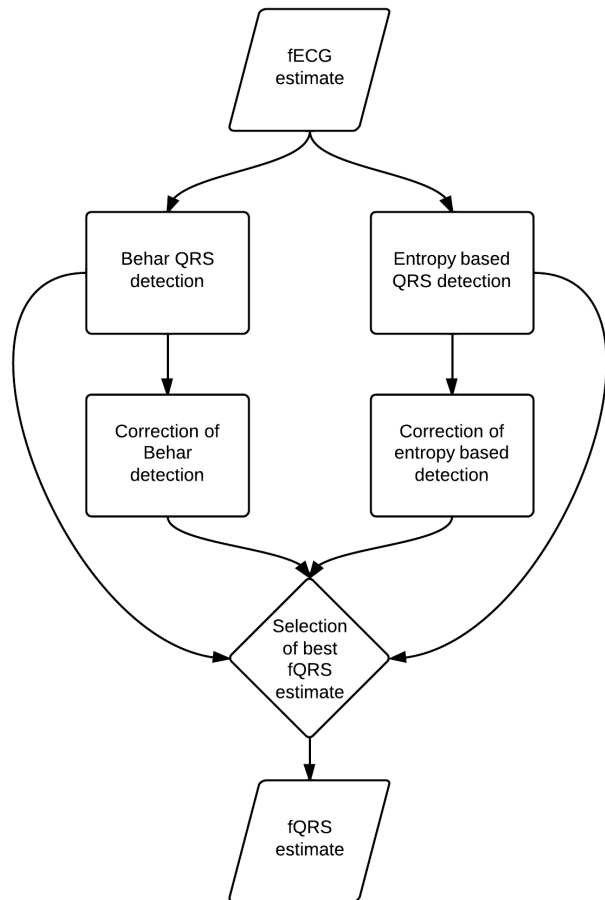 fECG
estimate
Behar QRS
detection
Entropy based
QRS detection
Correction of
Behar
detection
Correction of
entropy based
detection
Selection
of best
fQRS
estimate
fQRS
estimate